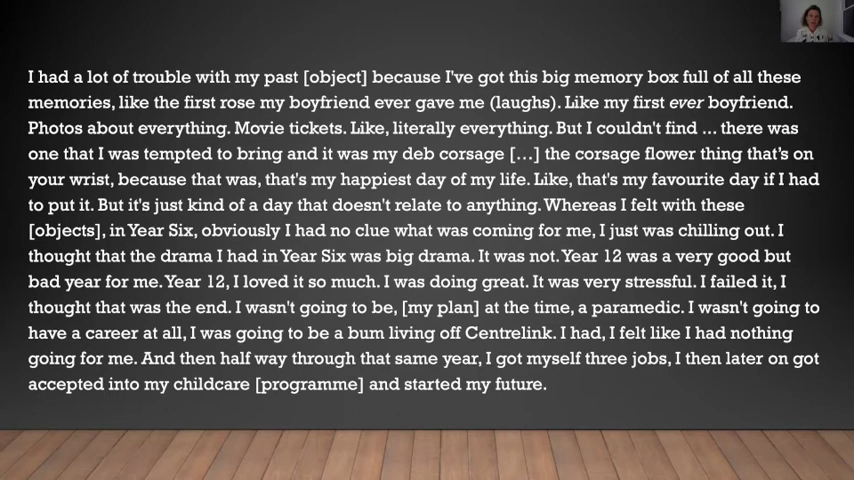 I had a lot of trouble with my past [object] because I've got this big memory box full of all these
memories, like the first rose my boyfriend ever gave me (laughs). Like my first ever boyfriend.
Photos about everything. Movie tickets. Like, literally everything. But I couldn't find ... there was
one that I was tempted to bring and it was my deb corsage [...] the corsage flower thing that's on
your wrist, because that was, that's my happiest day of my life. Like, that's my favourite day if I had
to put it. But it's just kind of a day that doesn't relate to anything. Whereas I felt with these
[objects], in Year Six, obviously I had no clue what was coming for me, I just was chilling out. I
thought that the drama I had in Year Six was big drama. It was not. Year 12 was a very good but
bad year for me. Year 12, I loved it so much. I was doing great. It was very stressful. I failed it, I
thought that was the end. I wasn't going to be, [my plan] at the time, a paramedic. I wasn't going to
have a career at all, I was going to be a bum living off Centrelink. I had, I felt like I had nothing
going for me. And then half way through that same year, I got myself three jobs, I then later on got
accepted into my childcare [programme] and started my future.